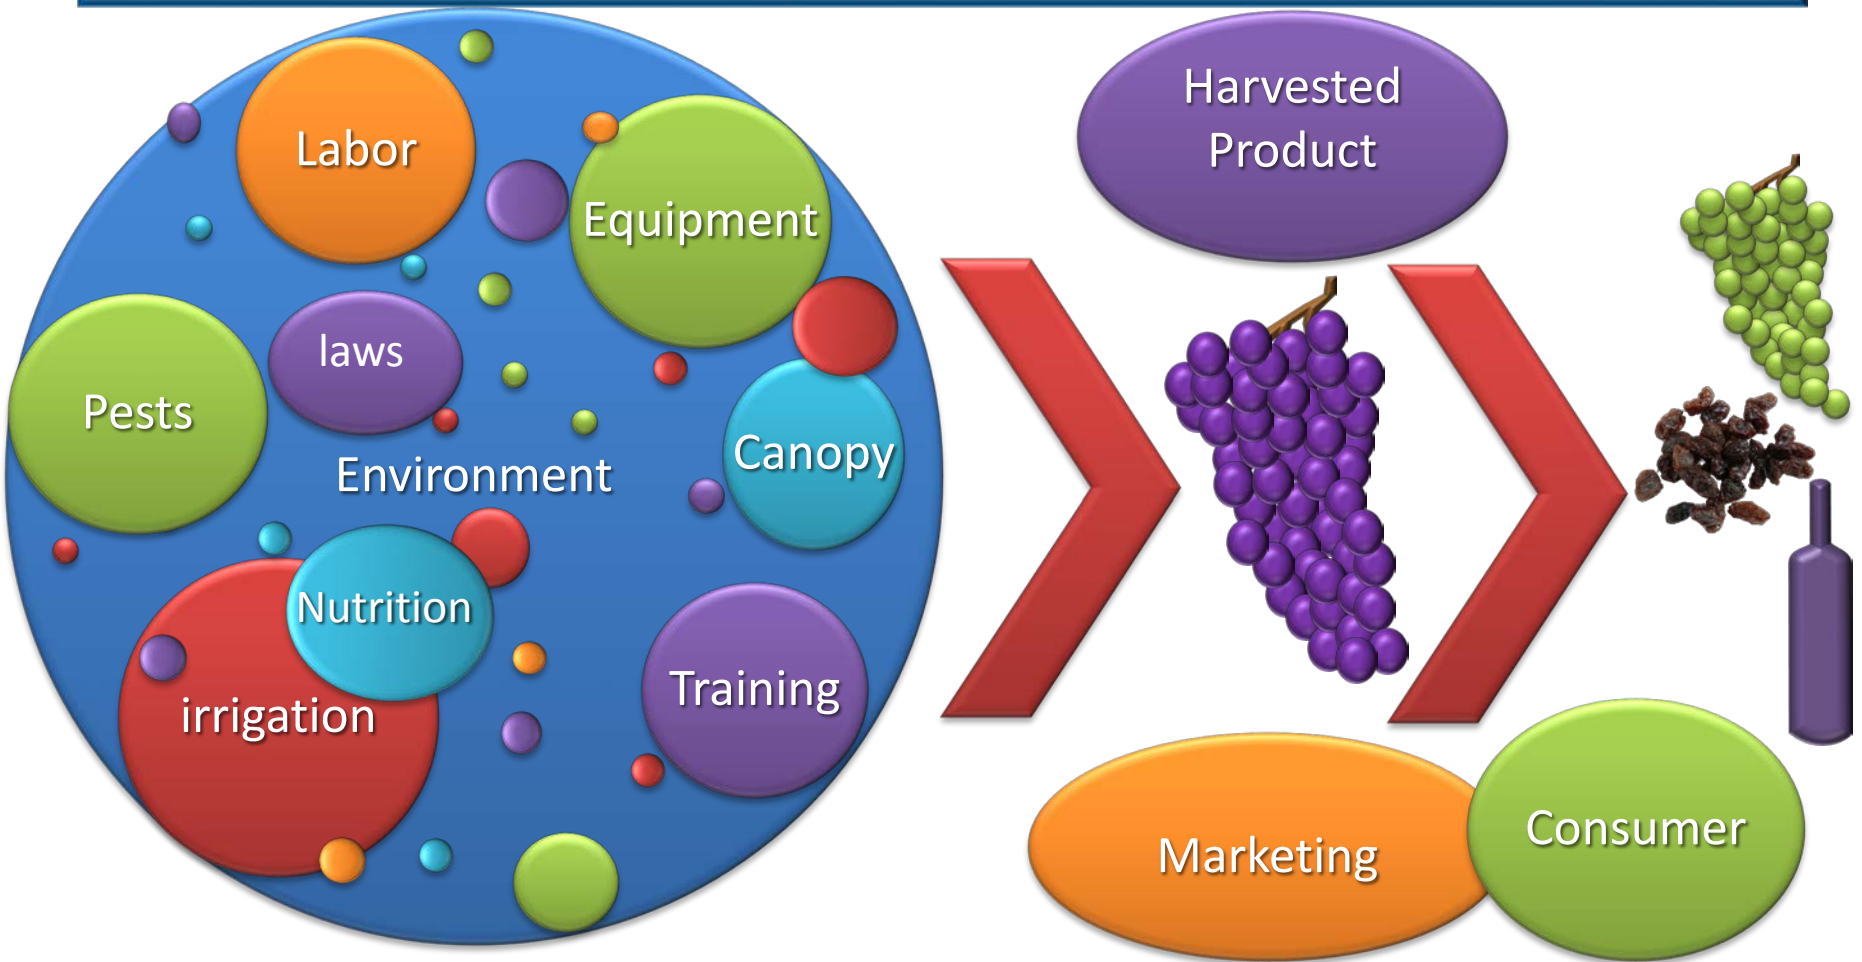 Labor
Equipment
laws
Pests
Canopy
Environment
Nutrition
irrigation
Training
Harvested
Product
Marketing
Consumer